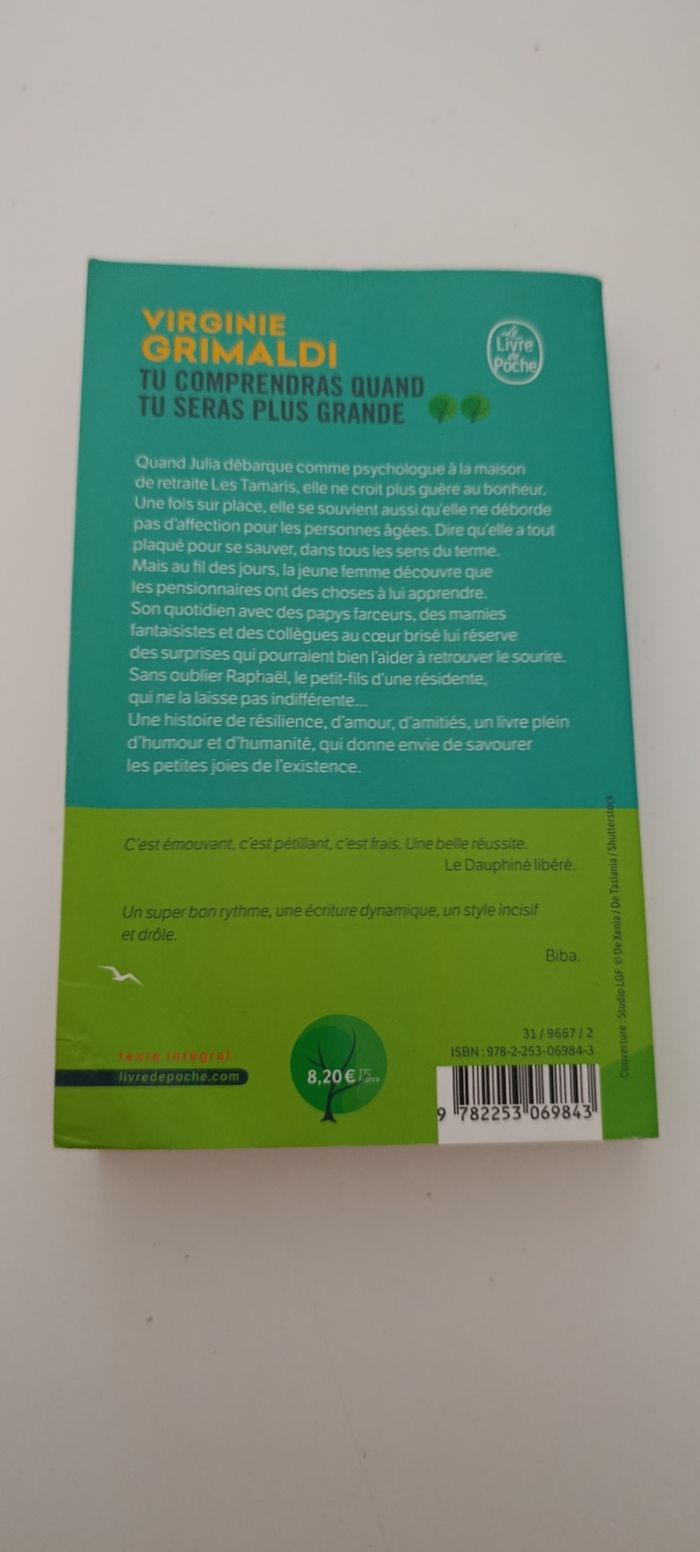 VIRGINIE
GRIMALDI
TU COMPRENDRAS QUAND
TU SERAS PLUS GRANDE
Le
Livre
de
Poche
Quand Julia débarque comme psychologue à la maison
de retraite Les Tamaris, elle ne croit plus guère au bonheur.
Une fois sur place, elle se souvient aussi qu'elle ne déborde
pas d'affection pour les personnes âgées. Dire qu'elle a tout
plaqué pour se sauver, dans tous les sens du terme.
Mais au fil des jours, la jeune femme découvre que
les pensionnaires ont des choses à lui apprendre.
Son quotidien avec des papys farceurs, des mamies
fantaisistes et des collègues au cœur brisé lui réserve
des surprises qui pourraient bien l'aider à retrouver le sourire.
Sans oublier Raphaël, le petit-fils d'une résidente,
qui ne la laisse pas indifférente...
Une histoire de résilience, d'amour, d'amitiés, un livre plein
d'humour et d'humanité, qui donne envie de savourer
les petites joies de l'existence.
C'est émouvant, c'est pétillant, c'est frais. Une belle réussite.
Le Dauphiné libéré.
Un super bon rythme, une écriture dynamique, un style incisif
et drôle.
Biba.
texte intégral
livredepoche.com
8,20 € TTC France
31 / 9667 / 2
ISBN : 978-2-253-06984-3
9 782253 069843
Couverture : Studio LGF. © De Xenia / De Tasiania / Shutterstock